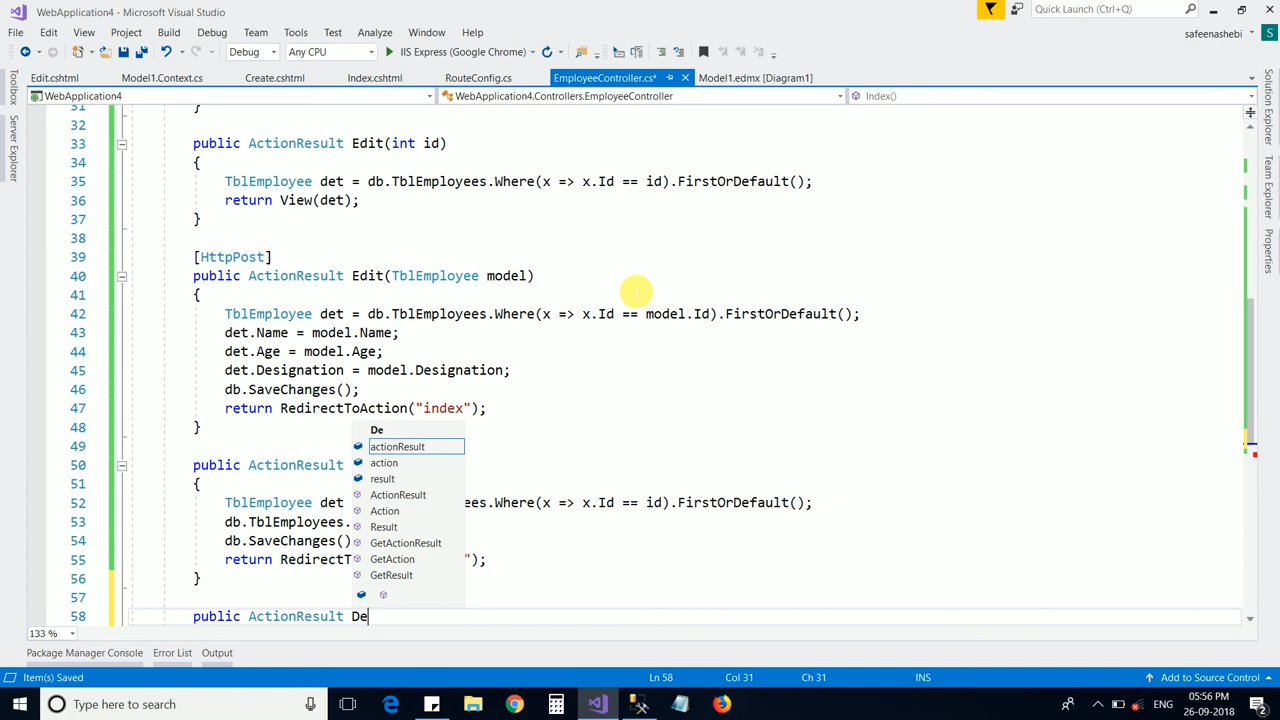 WebApplication4 - Microsoft Visual Studio
Quick Launch (Ctrl+Q)
File Edit View Project Build Debug Team Tools Test Analyze Window Help
safeenashebi S
Debug Any CPU IIS Express (Google Chrome)
Edit.cshtml Model1.Context.cs Create.cshtml Index.cshtml RouteConfig.cs EmployeeController.cs* Model1.edmx [Diagram1]
WebApplication4 WebApplication4.Controllers.EmployeeController Index()
Toolbox
Server Explorer
Solution Explorer
Team Explorer
Properties
31 }
32
33 public ActionResult Edit(int id)
34 {
35 TblEmployee det = db.TblEmployees.Where(x => x.Id == id).FirstOrDefault();
36 return View(det);
37 }
38
39 [HttpPost]
40 public ActionResult Edit(TblEmployee model)
41 {
42 TblEmployee det = db.TblEmployees.Where(x => x.Id == model.Id).FirstOrDefault();
43 det.Name = model.Name;
44 det.Age = model.Age;
45 det.Designation = model.Designation;
46 db.SaveChanges();
47 return RedirectToAction("index");
48 }
49
50 public ActionResult
51 {
52 TblEmployee det ees.Where(x => x.Id == id).FirstOrDefault();
53 db.TblEmployees.
54 db.SaveChanges()
55 return RedirectT ");
56 }
57
58 public ActionResult De
De
actionResult
action
result
ActionResult
Action
Result
GetActionResult
GetAction
GetResult
133 %
Package Manager Console Error List Output
Item(s) Saved Ln 58 Col 31 Ch 31 INS Add to Source Control
Type here to search
ENG 05:56 PM
26-09-2018
2